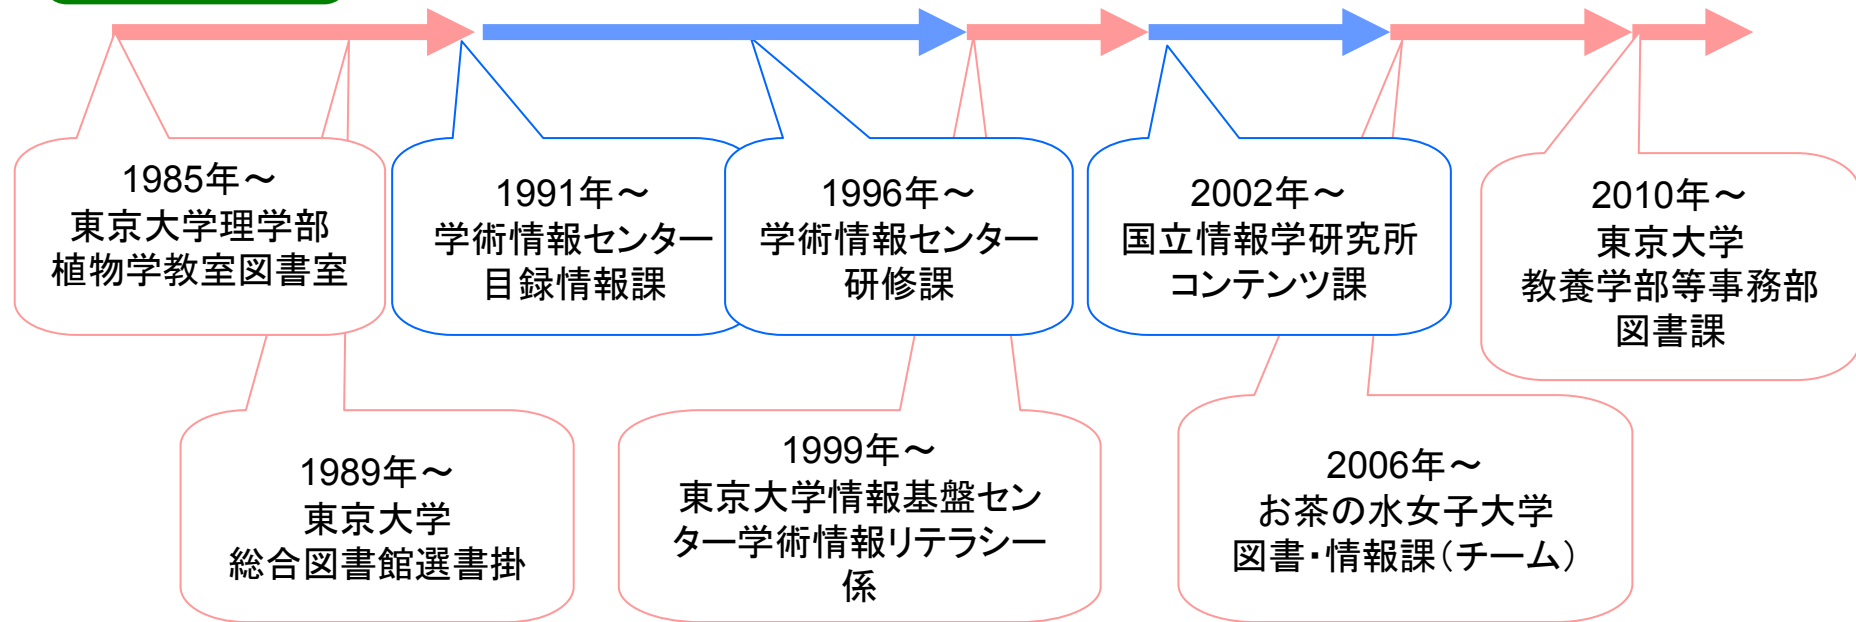 1985年～
東京大学理学部
植物学教室図書室
1989年～
東京大学
総合図書館選書掛
1991年～
学術情報センター
目録情報課
1996年～
学術情報センター
研修課
1999年～
東京大学情報基盤セン
ター学術情報リテラシー
係
2002年～
国立情報学研究所
コンテンツ課
2006年～
お茶の水女子大学
図書・情報課（チーム）
2010年～
東京大学
教養学部等事務部
図書課